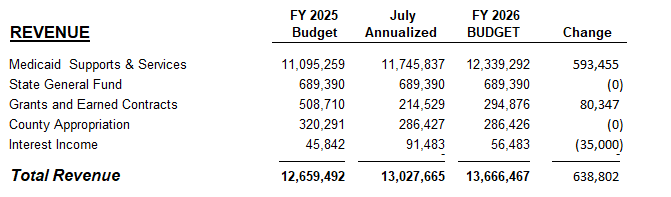 FY 2025 July FY 2026
REVENUE Budget Annualized BUDGET Change
Medicaid Supports & Services 11,095,259 11,745,837 12,339,292 593,455
State General Fund 689,390 689,390 689,390 (0)
Grants and Earned Contracts 508,710 214,529 294,876 80,347
County Appropriation 320,291 286,427 286,426 (0)
Interest Income 45,842 91,483 56,483 (35,000)
Total Revenue 12,659,492 13,027,665 13,666,467 638,802